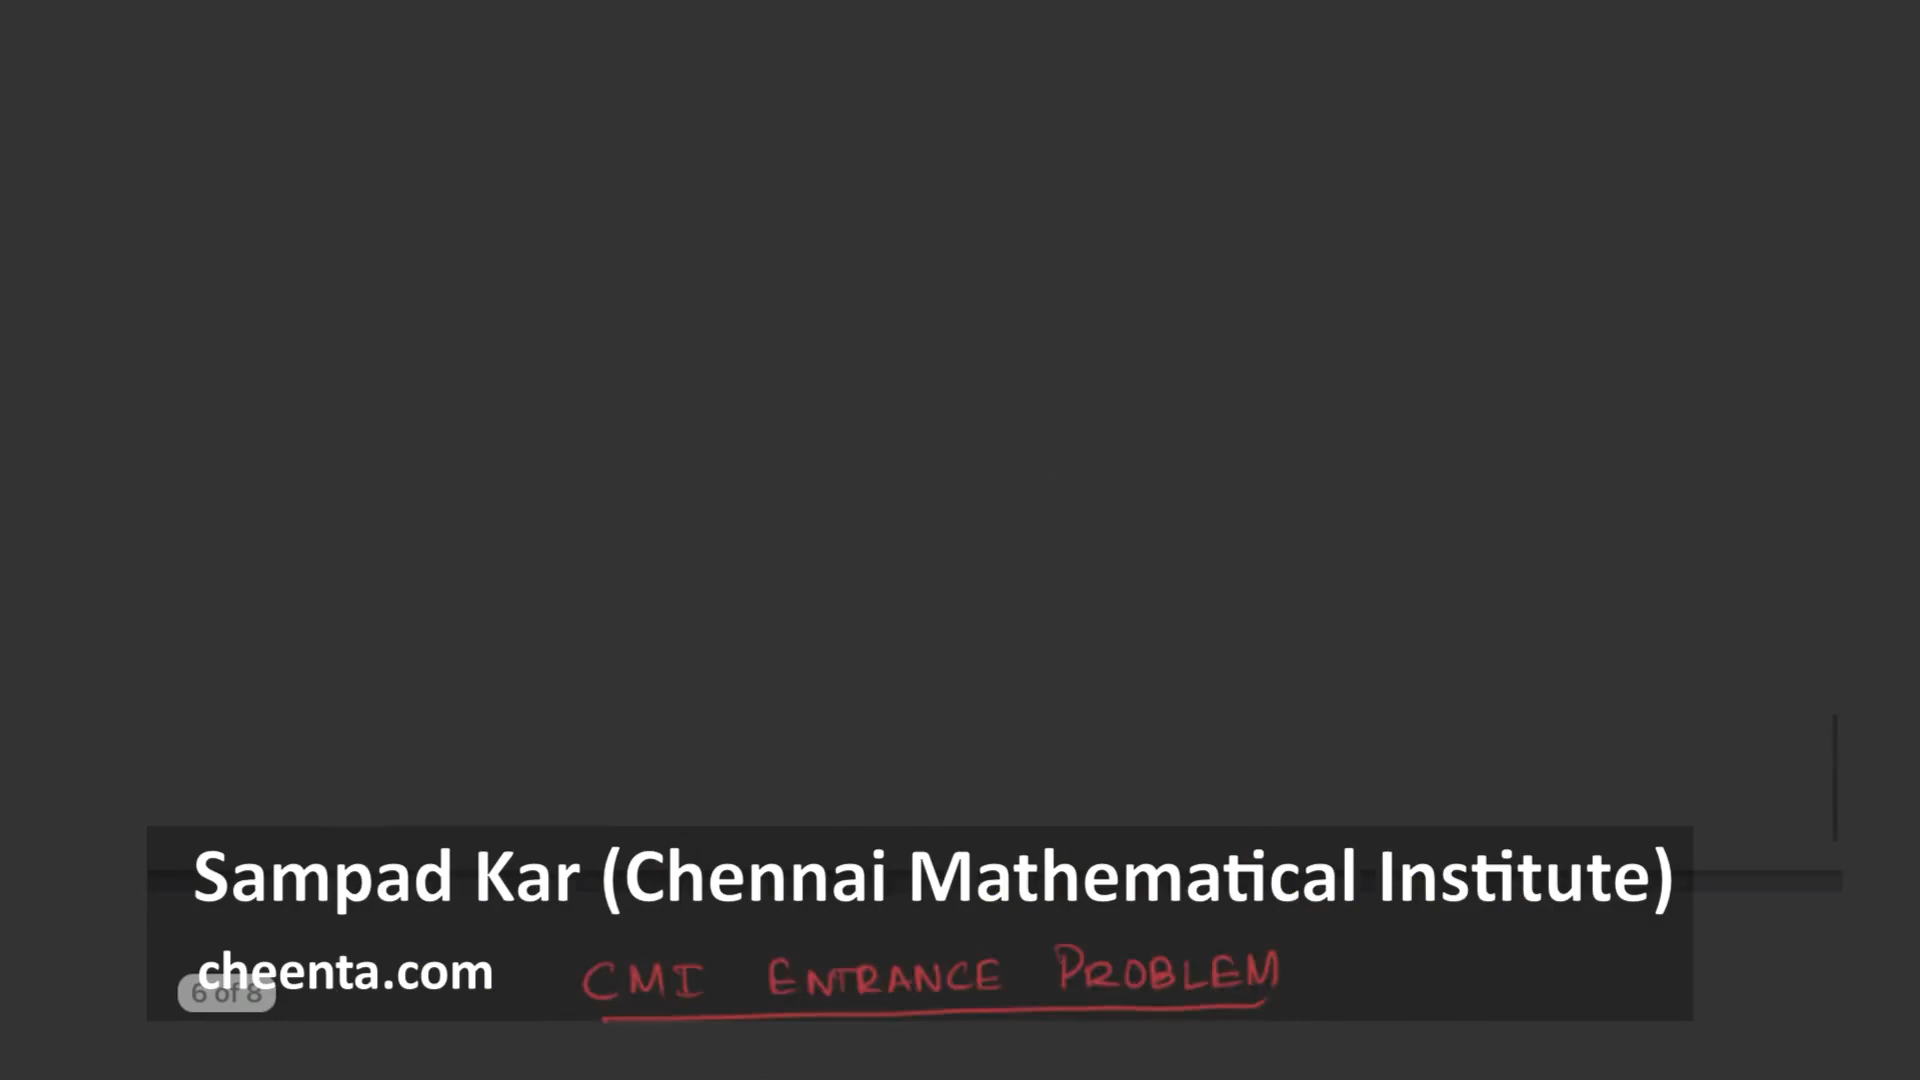 Sampad Kar (Chennai Mathematical Institute)
cheenta.com
CMI ENTRANCE PROBLEM
6 of 8